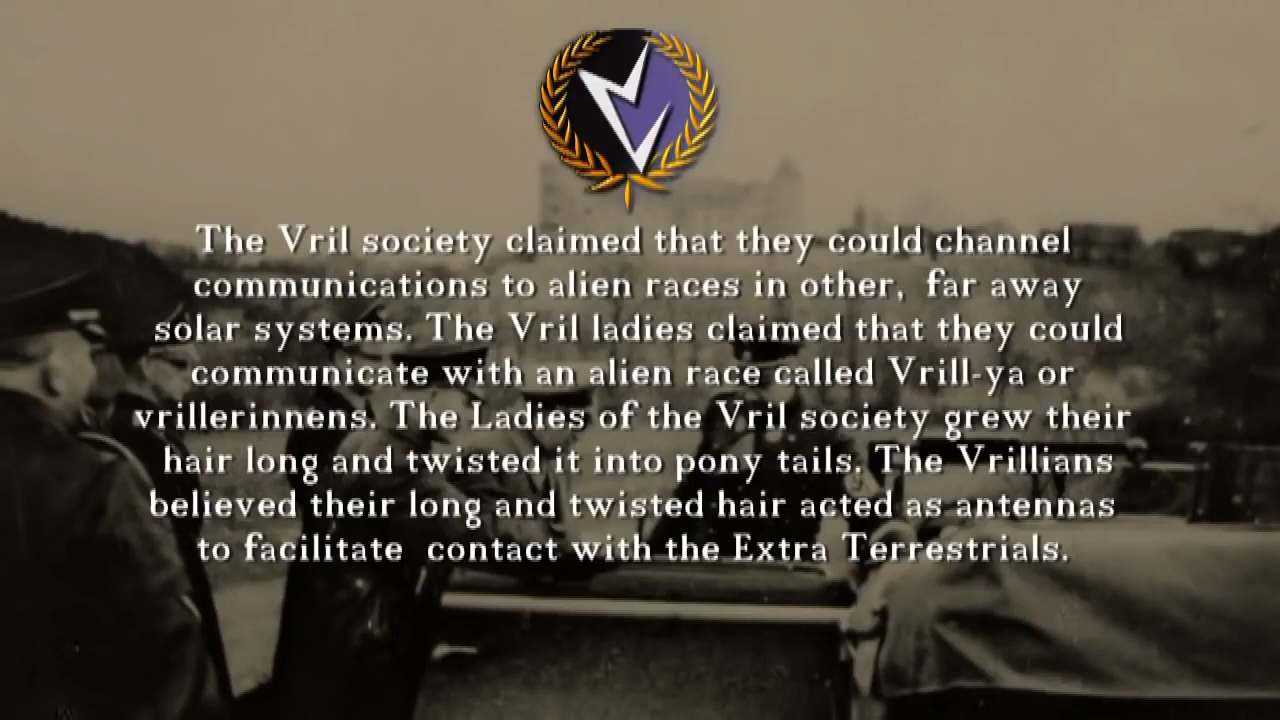 The Vril society claimed that they could channel
communications to alien races in other, far away
solar systems. The Vril ladies claimed that they could
communicate with an alien race called Vrill-ya or
vrillerinnens. The Ladies of the Vril society grew their
hair long and twisted it into pony tails. The Vrillians
believed their long and twisted hair acted as antennas
to facilitate contact with the Extra Terrestrials.